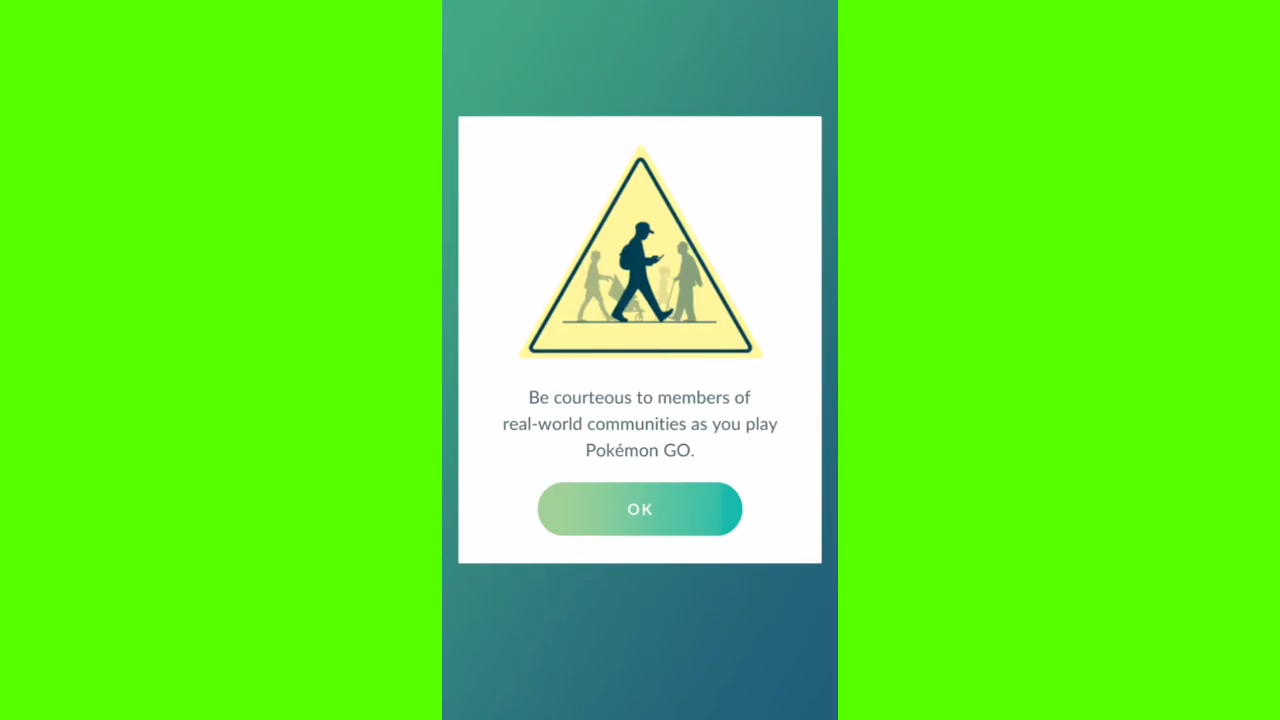 Be courteous to members of
real-world communities as you play
Pokémon GO.
OK